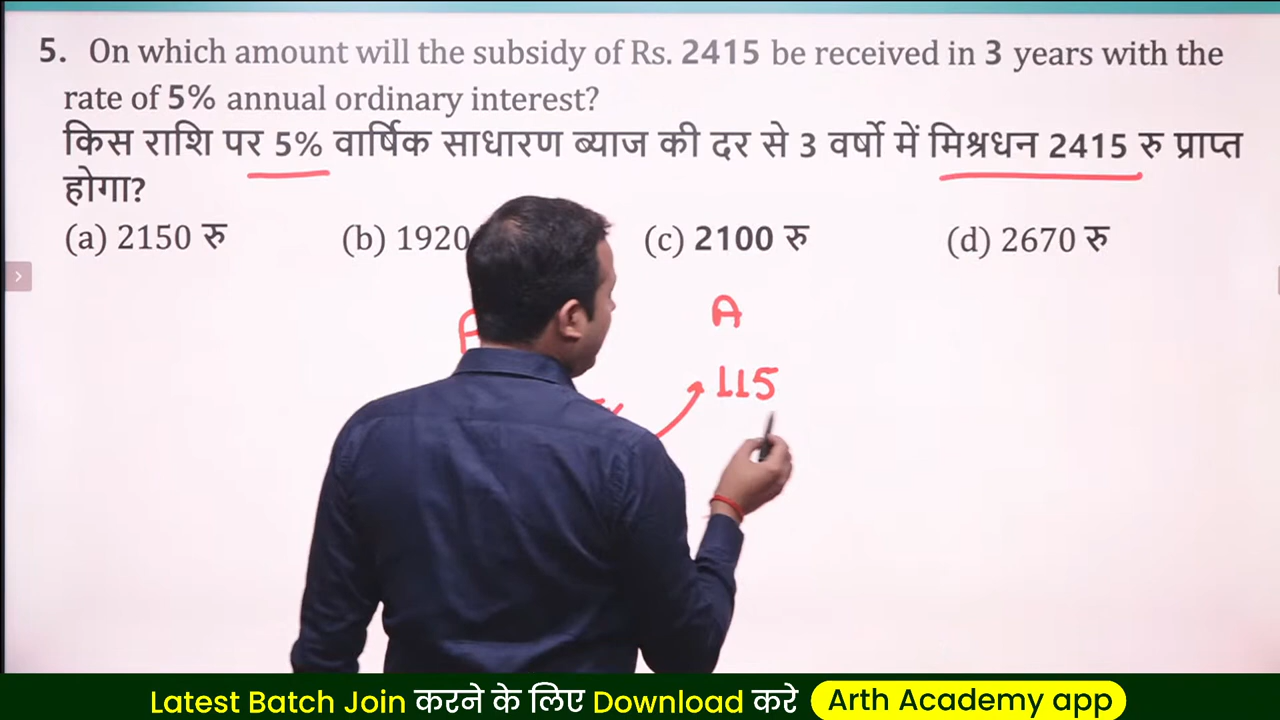 5. On which amount will the subsidy of Rs. 2415 be received in 3 years with the
rate of 5% annual ordinary interest?
किस राशि पर 5% वार्षिक साधारण ब्याज की दर से 3 वर्षो में मिश्रधन 2415 रु प्राप्त
होगा?
(a) 2150 रु (b) 1920 (c) 2100 रु (d) 2670 रु
A
115
Latest Batch Join करने के लिए Download करे Arth Academy app